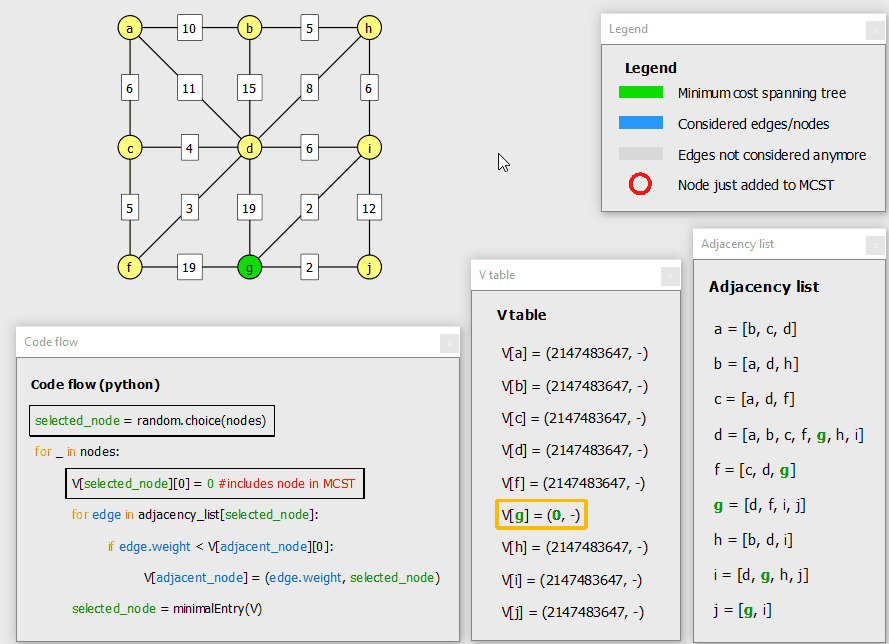 a 10 b 5 h
6 11 15 8 6
c 4 d 6 i
5 3 19 2 12
f 19 g 2 j
Legend
Legend
Minimum cost spanning tree
Considered edges/nodes
Edges not considered anymore
Node just added to MCST
Code flow
Code flow (python)
selected_node = random.choice(nodes)
for _ in nodes:
V[selected_node][0] = 0 #includes node in MCST
for edge in adjacency_list[selected_node]:
if edge.weight < V[adjacent_node][0]:
V[adjacent_node] = (edge.weight, selected_node)
selected_node = minimalEntry(V)
V table
V table
V[a] = (2147483647, -)
V[b] = (2147483647, -)
V[c] = (2147483647, -)
V[d] = (2147483647, -)
V[f] = (2147483647, -)
V[g] = (0, -)
V[h] = (2147483647, -)
V[i] = (2147483647, -)
V[j] = (2147483647, -)
Adjacency list
Adjacency list
a = [b, c, d]
b = [a, d, h]
c = [a, d, f]
d = [a, b, c, f, g, h, i]
f = [c, d, g]
g = [d, f, i, j]
h = [b, d, i]
i = [d, g, h, j]
j = [g, i]